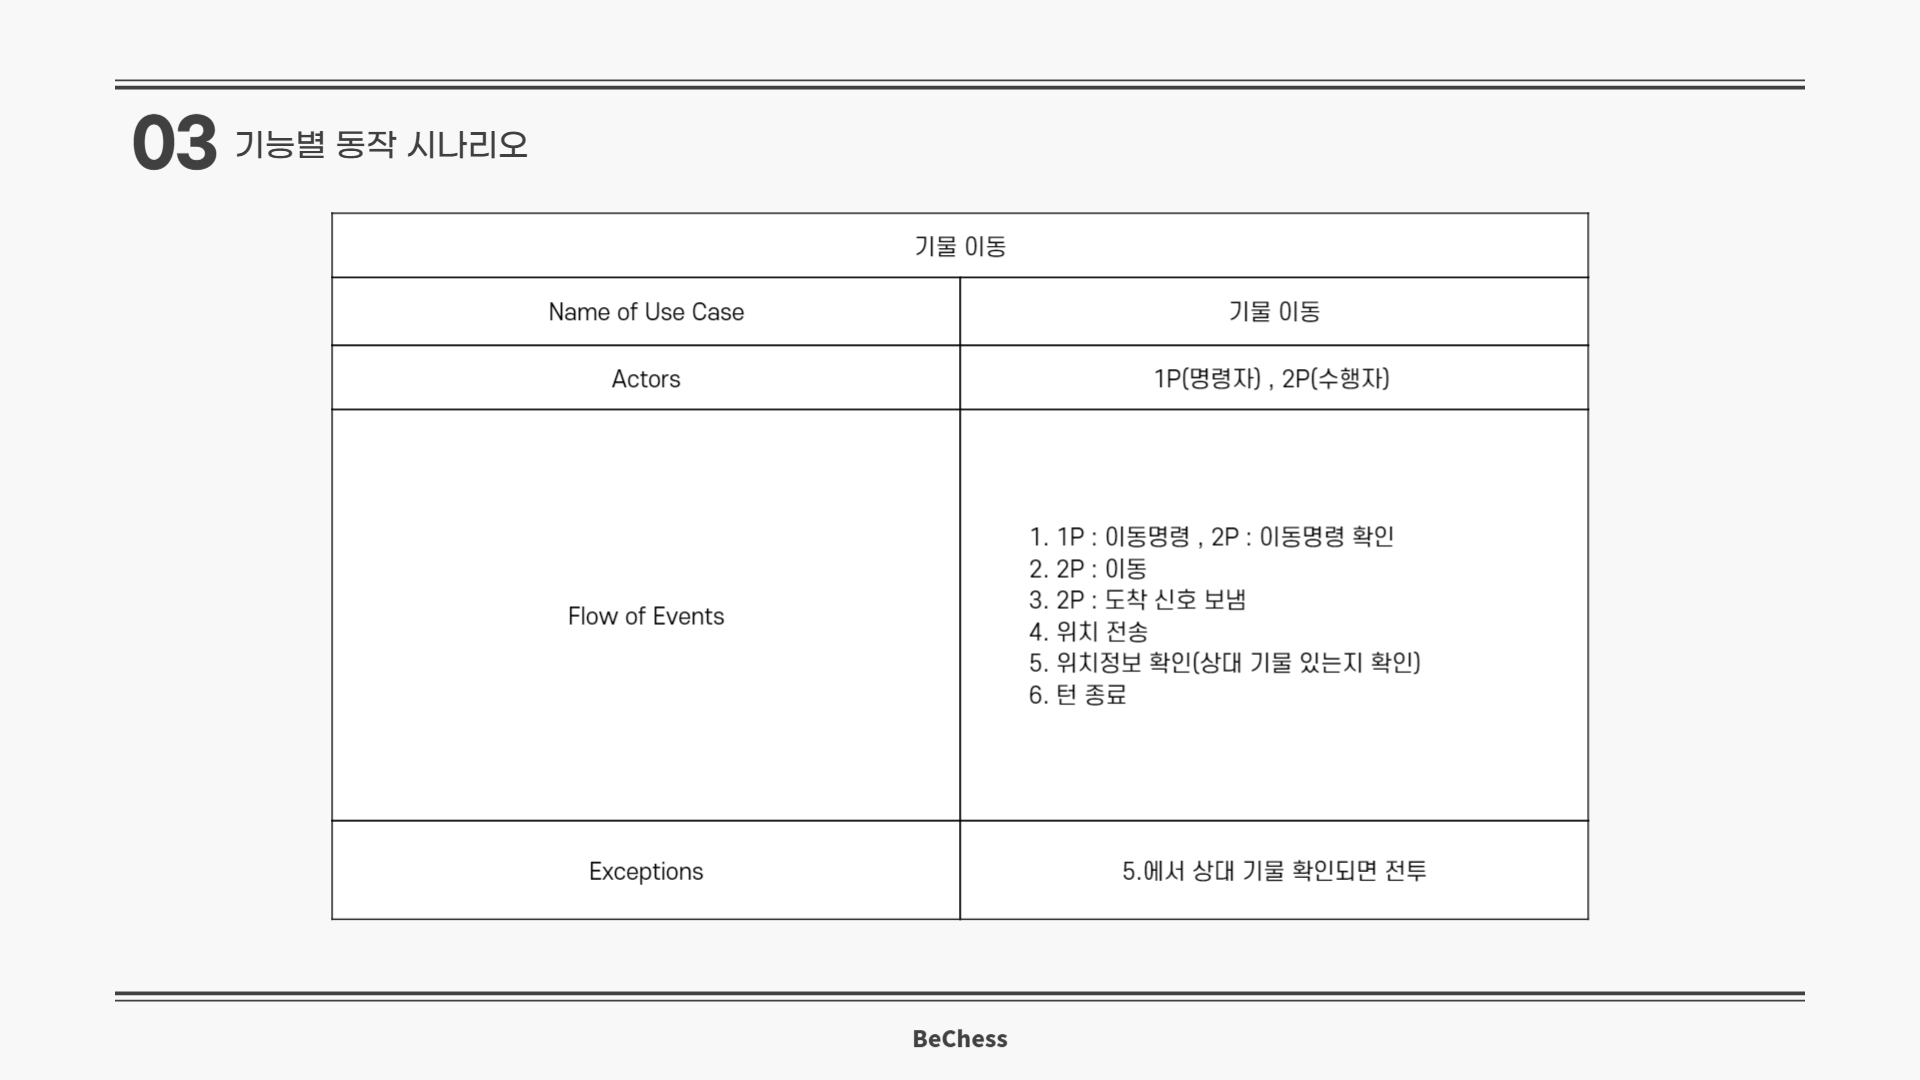 03 기능별 동작 시나리오
기물 이동
Name of Use Case
기물 이동
Actors
1P(명령자) , 2P(수행자)
Flow of Events
1. 1P : 이동명령 , 2P : 이동명령 확인
2. 2P : 이동
3. 2P : 도착 신호 보냄
4. 위치 전송
5. 위치정보 확인(상대 기물 있는지 확인)
6. 턴 종료
Exceptions
5.에서 상대 기물 확인되면 전투
BeChess